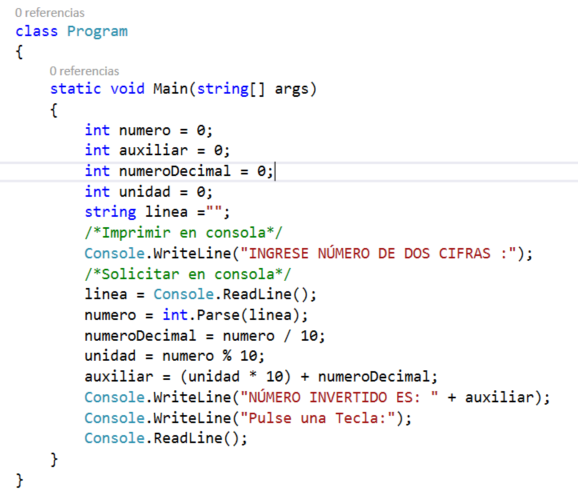 0 referencias
class Program
{
0 referencias
static void Main(string[] args)
{
int numero = 0;
int auxiliar = 0;
int numeroDecimal = 0;
int unidad = 0;
string linea ="";
/*Imprimir en consola*/
Console.WriteLine("INGRESE NÚMERO DE DOS CIFRAS :");
/*Solicitar en consola*/
linea = Console.ReadLine();
numero = int.Parse(linea);
numeroDecimal = numero / 10;
unidad = numero % 10;
auxiliar = (unidad * 10) + numeroDecimal;
Console.WriteLine("NÚMERO INVERTIDO ES: " + auxiliar);
Console.WriteLine("Pulse una Tecla:");
Console.ReadLine();
}
}